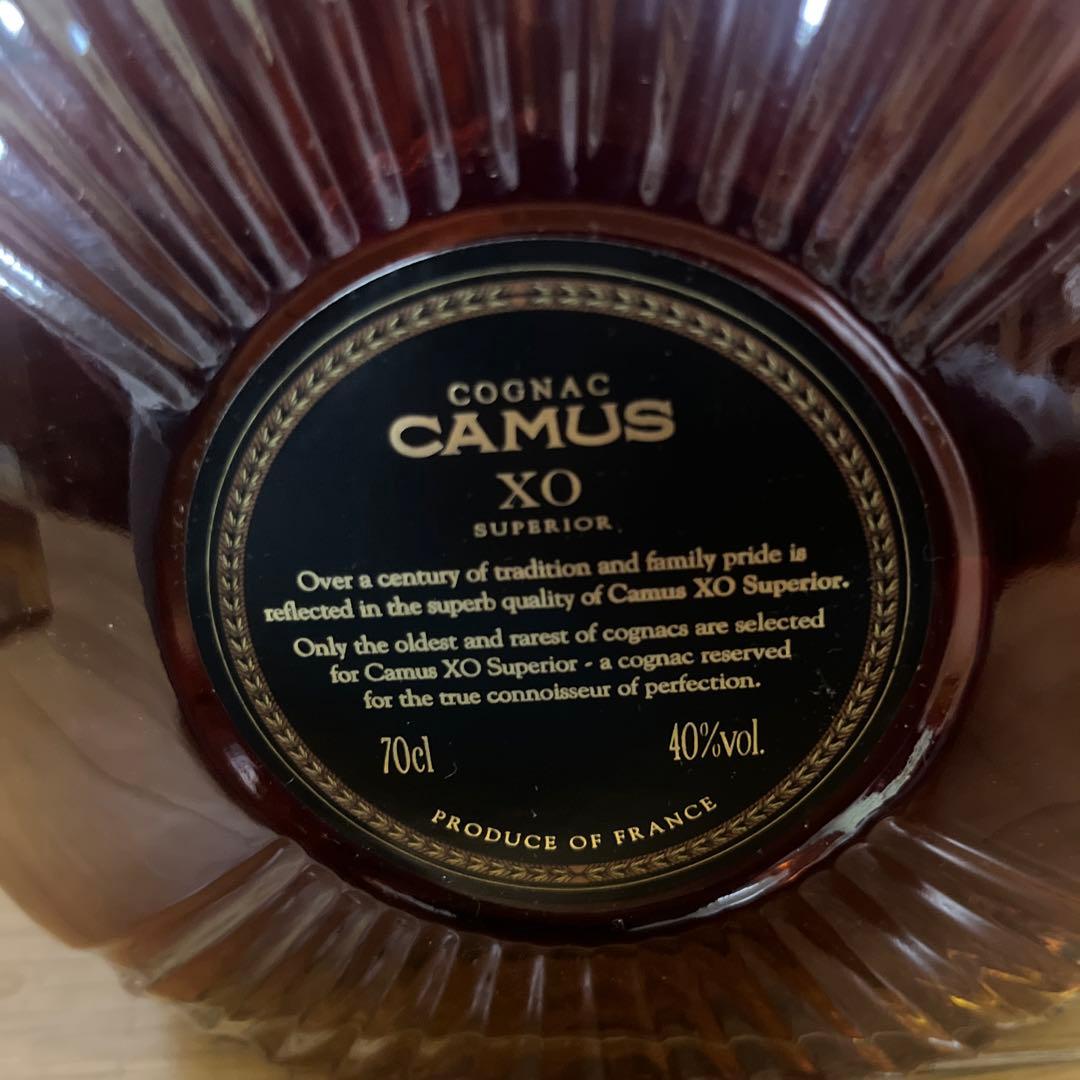 COGNAC
CAMUS
XO
SUPERIOR
Over a century of tradition and family pride is
reflected in the superb quality of Camus XO Superior.
Only the oldest and rarest of cognacs are selected
for Camus XO Superior - a cognac reserved
for the true connoisseur of perfection.
70cl 40%vol.
PRODUCE OF FRANCE